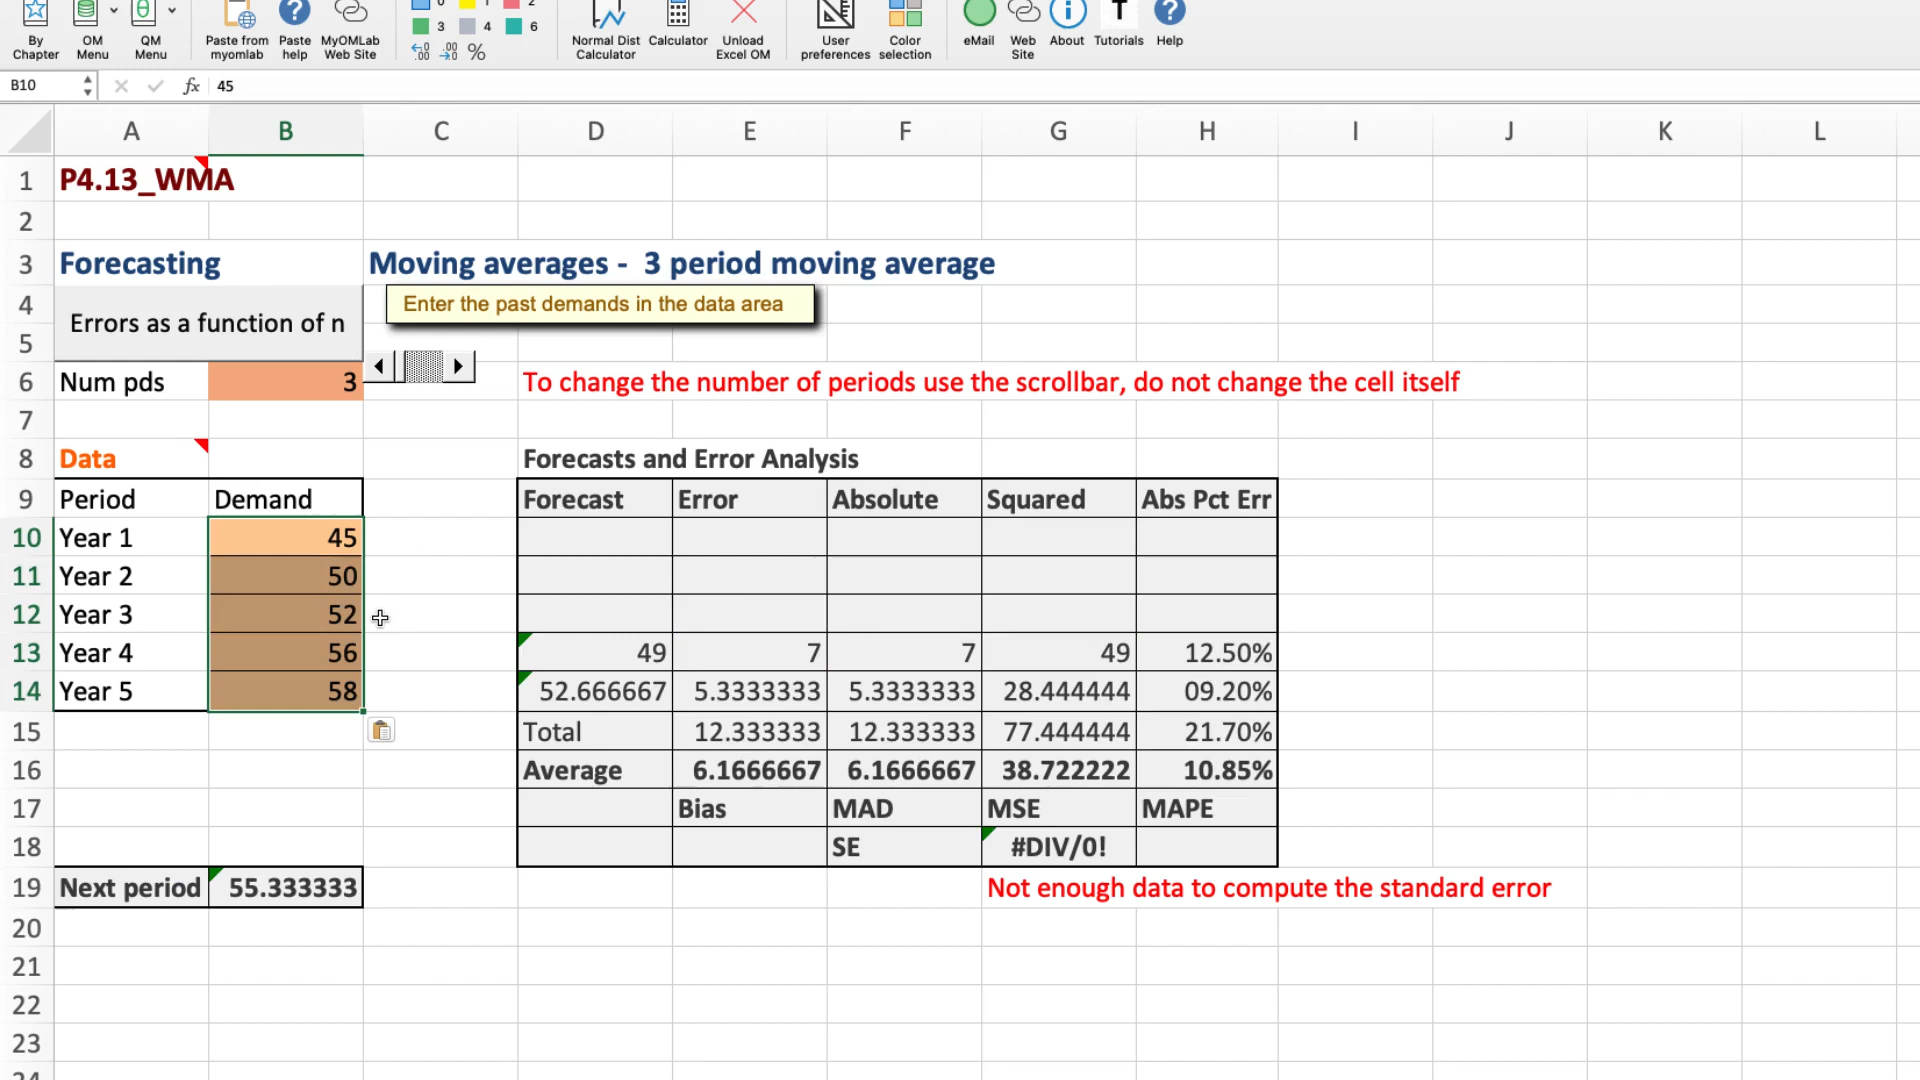 By Chapter
OM Menu
QM Menu
Paste from myomlab
Paste help
MyOMLab Web Site
0 1 2
3 4 6
.00 .00 %
Normal Dist Calculator
Calculator
Unload Excel OM
User preferences
Color selection
eMail
Web Site
About
T
Tutorials
Help
B10 fx 45
A B C D E F G H I J K L
1 P4.13_WMA
2
3 Forecasting Moving averages - 3 period moving average
4 Enter the past demands in the data area
Errors as a function of n
5
6 Num pds 3 To change the number of periods use the scrollbar, do not change the cell itself
7
8 Data Forecasts and Error Analysis
9 Period Demand Forecast Error Absolute Squared Abs Pct Err
10 Year 1 45
11 Year 2 50
12 Year 3 52
13 Year 4 56 49 7 7 49 12.50%
14 Year 5 58 52.666667 5.3333333 5.3333333 28.444444 09.20%
15 Total 12.333333 12.333333 77.444444 21.70%
16 Average 6.1666667 6.1666667 38.722222 10.85%
17 Bias MAD MSE MAPE
18 SE #DIV/0!
19 Next period 55.333333 Not enough data to compute the standard error
20
21
22
23